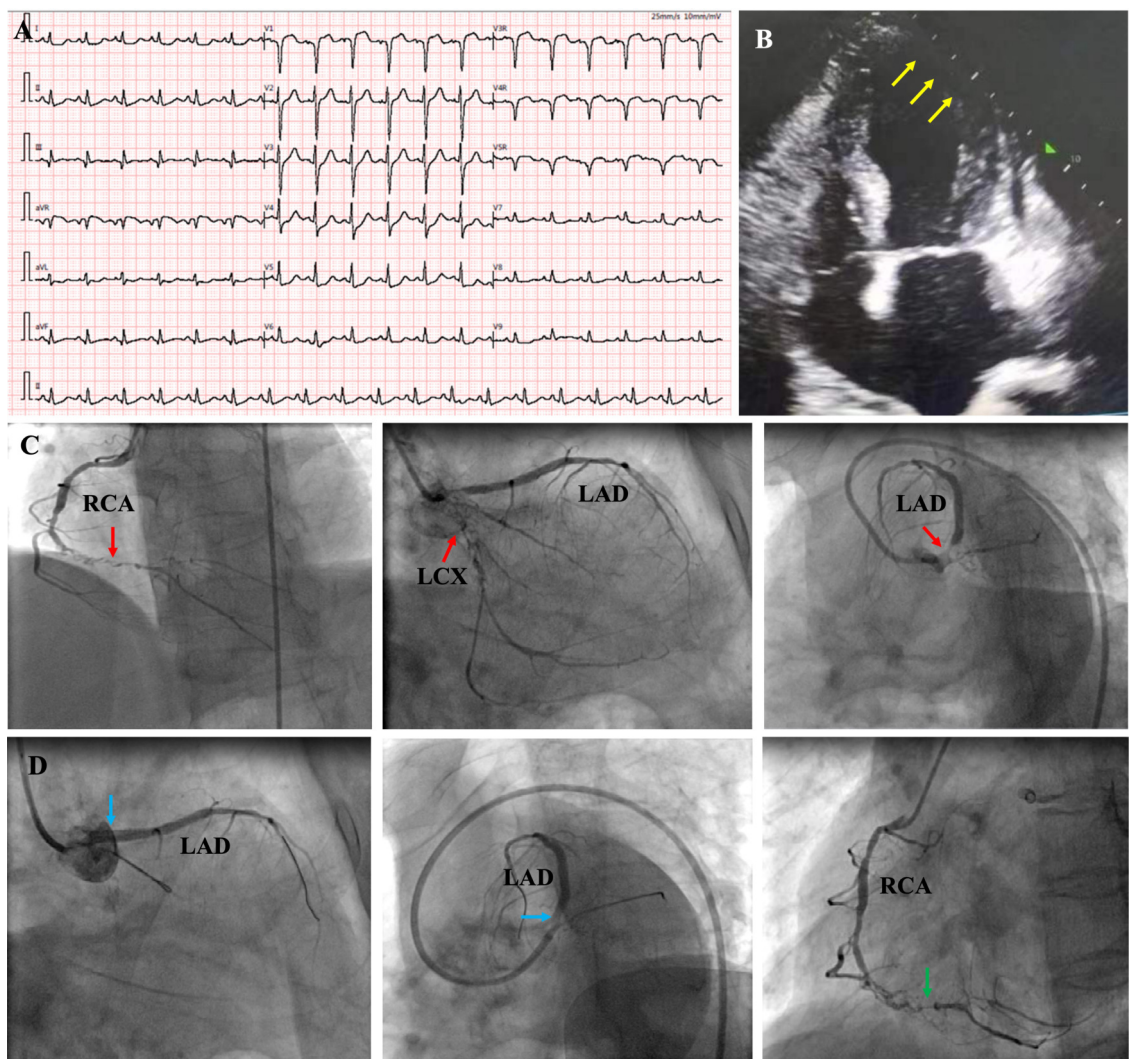 A
25mm/s 10mm/mV
I
V1
V3R
II
V2
V4R
III
V3
V5R
aVR
V4
V7
aVL
V5
V8
aVF
V6
V9
II
B
10
C
RCA
LAD
LCX
LAD
D
LAD
LAD
RCA